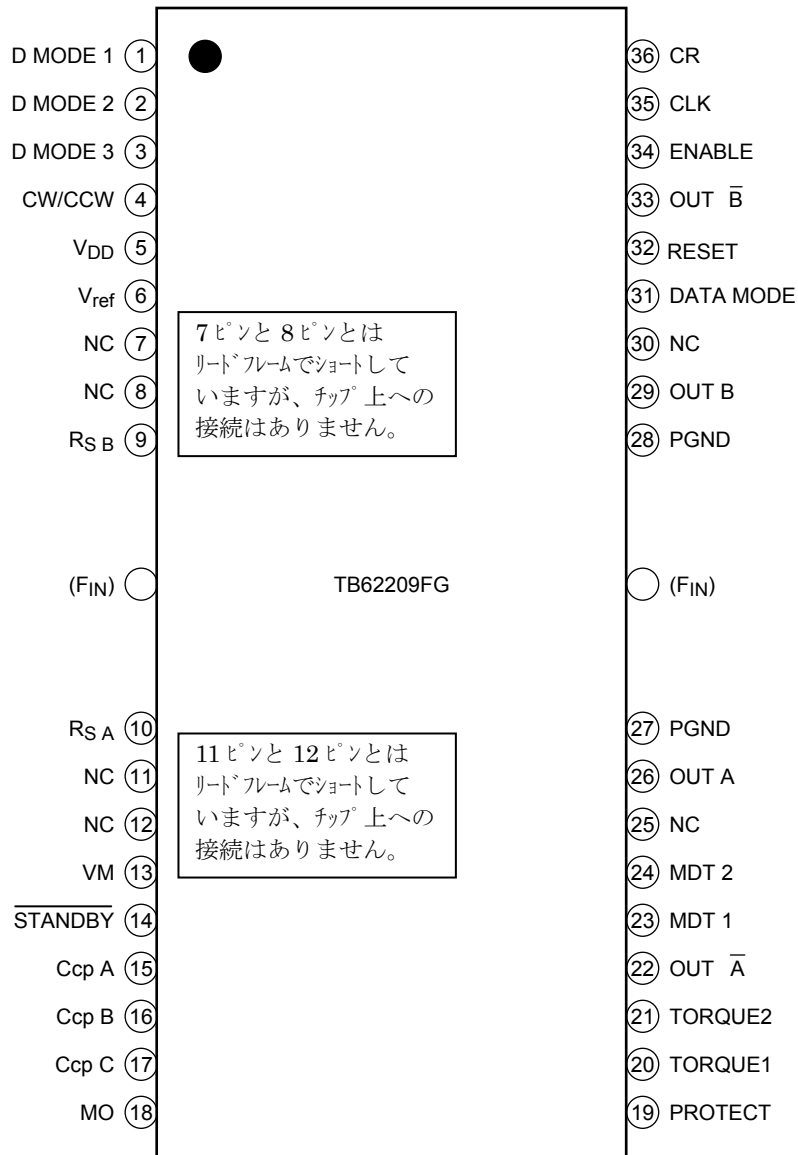 D MODE 1 1
D MODE 2 2
D MODE 3 3
CW/CCW 4
VDD 5
Vref 6
NC 7
NC 8
RS B 9
(FIN)
RS A 10
NC 11
NC 12
VM 13
STANDBY 14
Ccp A 15
Ccp B 16
Ccp C 17
MO 18
7ピンと8ピンとは
リードフレームでショートして
いますが、チップ上への
接続はありません。
TB62209FG
11ピンと12ピンとは
リードフレームでショートして
いますが、チップ上への
接続はありません。
36 CR
35 CLK
34 ENABLE
33 OUT B̅
32 RESET
31 DATA MODE
30 NC
29 OUT B
28 PGND
(FIN)
27 PGND
26 OUT A
25 NC
24 MDT 2
23 MDT 1
22 OUT A̅
21 TORQUE2
20 TORQUE1
19 PROTECT